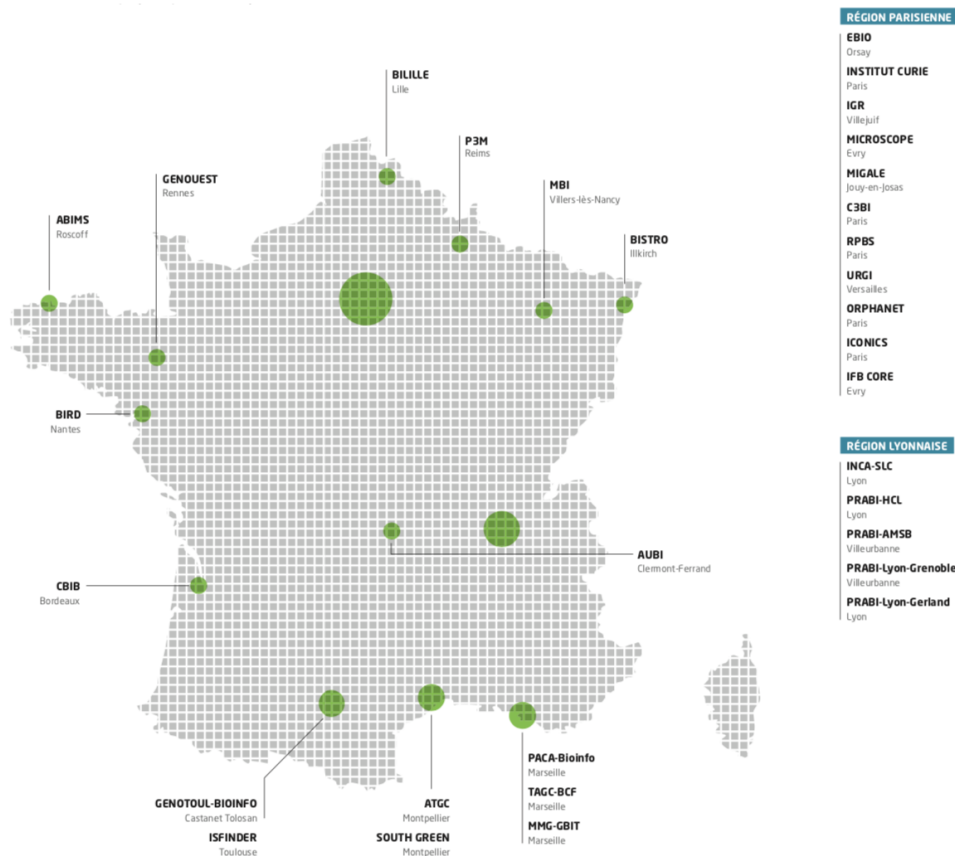 BILILLE
Lille
P3M
Reims
GENOUEST
Rennes
MBI
Villers-lès-Nancy
ABIMS
Roscoff
BISTRO
Illkirch
BIRD
Nantes
AUBI
Clermont-Ferrand
CBIB
Bordeaux
PACA-Bioinfo
Marseille
TAGC-BCF
Marseille
MMG-GBIT
Marseille
GENOTOUL-BIOINFO
Castanet Tolosan
ISFINDER
Toulouse
ATGC
Montpellier
SOUTH GREEN
Montpellier
RÉGION PARISIENNE
EBIO
Orsay
INSTITUT CURIE
Paris
IGR
Villejuif
MICROSCOPE
Evry
MIGALE
Jouy-en-Josas
C3BI
Paris
RPBS
Paris
URGI
Versailles
ORPHANET
Paris
ICONICS
Paris
IFB CORE
Evry
RÉGION LYONNAISE
INCA-SLC
Lyon
PRABI-HCL
Lyon
PRABI-AMSB
Villeurbanne
PRABI-Lyon-Grenoble
Villeurbanne
PRABI-Lyon-Gerland
Lyon